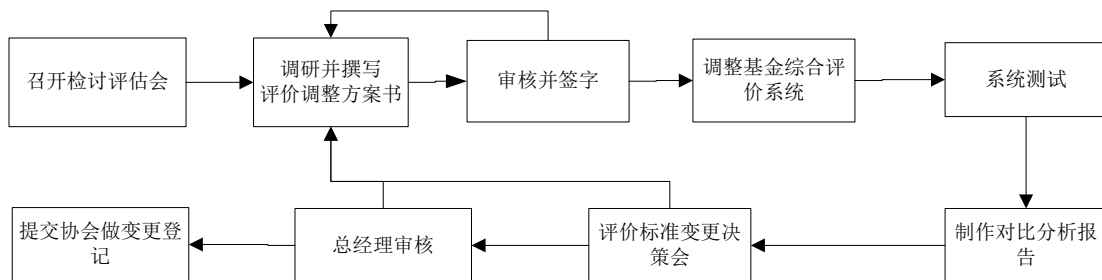 召开检讨评估会
调研并撰写
评价调整方案书
审核并签字
调整基金综合评
价系统
系统测试
提交协会做变更登
记
总经理审核
评价标准变更决
策会
制作对比分析报
告